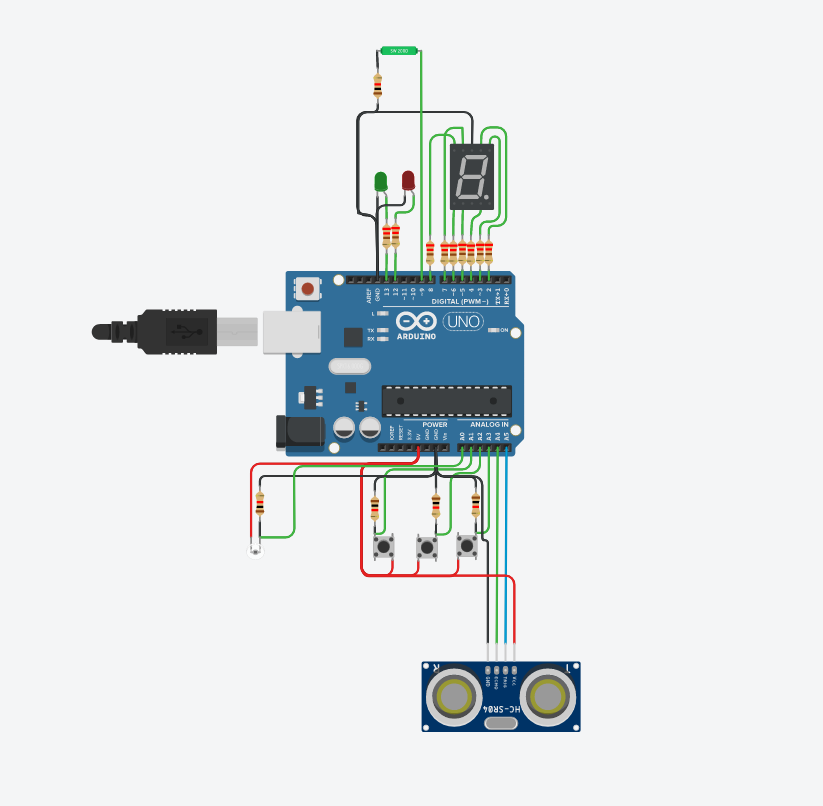 SW 200D
AREF
GND
13
12
~11
~10
~9
8
7
~6
~5
4
~3
2
TX→1
RX←0
DIGITAL (PWM~)
L
TX
RX
ARDUINO
UNO
ON
POWER
ANALOG IN
IOREF
RESET
3.3V
5V
GND
GND
Vin
A0
A1
A2
A3
A4
A5
R
T
GND
ECHO
TRIG
VCC
HC-SR04